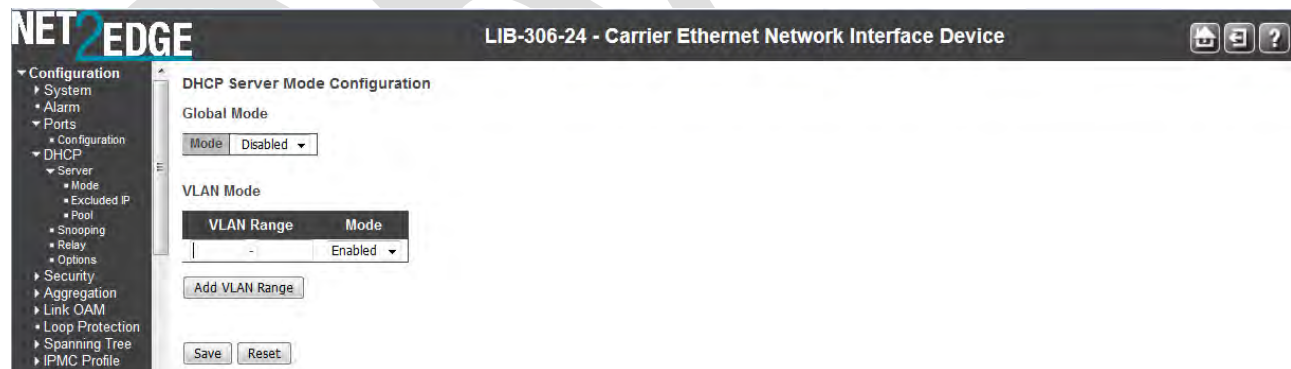 NET2EDGE
LIB-306-24 - Carrier Ethernet Network Interface Device
?
Configuration
System
Alarm
Ports
Configuration
DHCP
Server
Mode
Excluded IP
Pool
Snooping
Relay
Options
Security
Aggregation
Link OAM
Loop Protection
Spanning Tree
IPMC Profile
DHCP Server Mode Configuration
Global Mode
Mode Disabled
VLAN Mode
VLAN Range Mode
- Enabled
Add VLAN Range
Save Reset